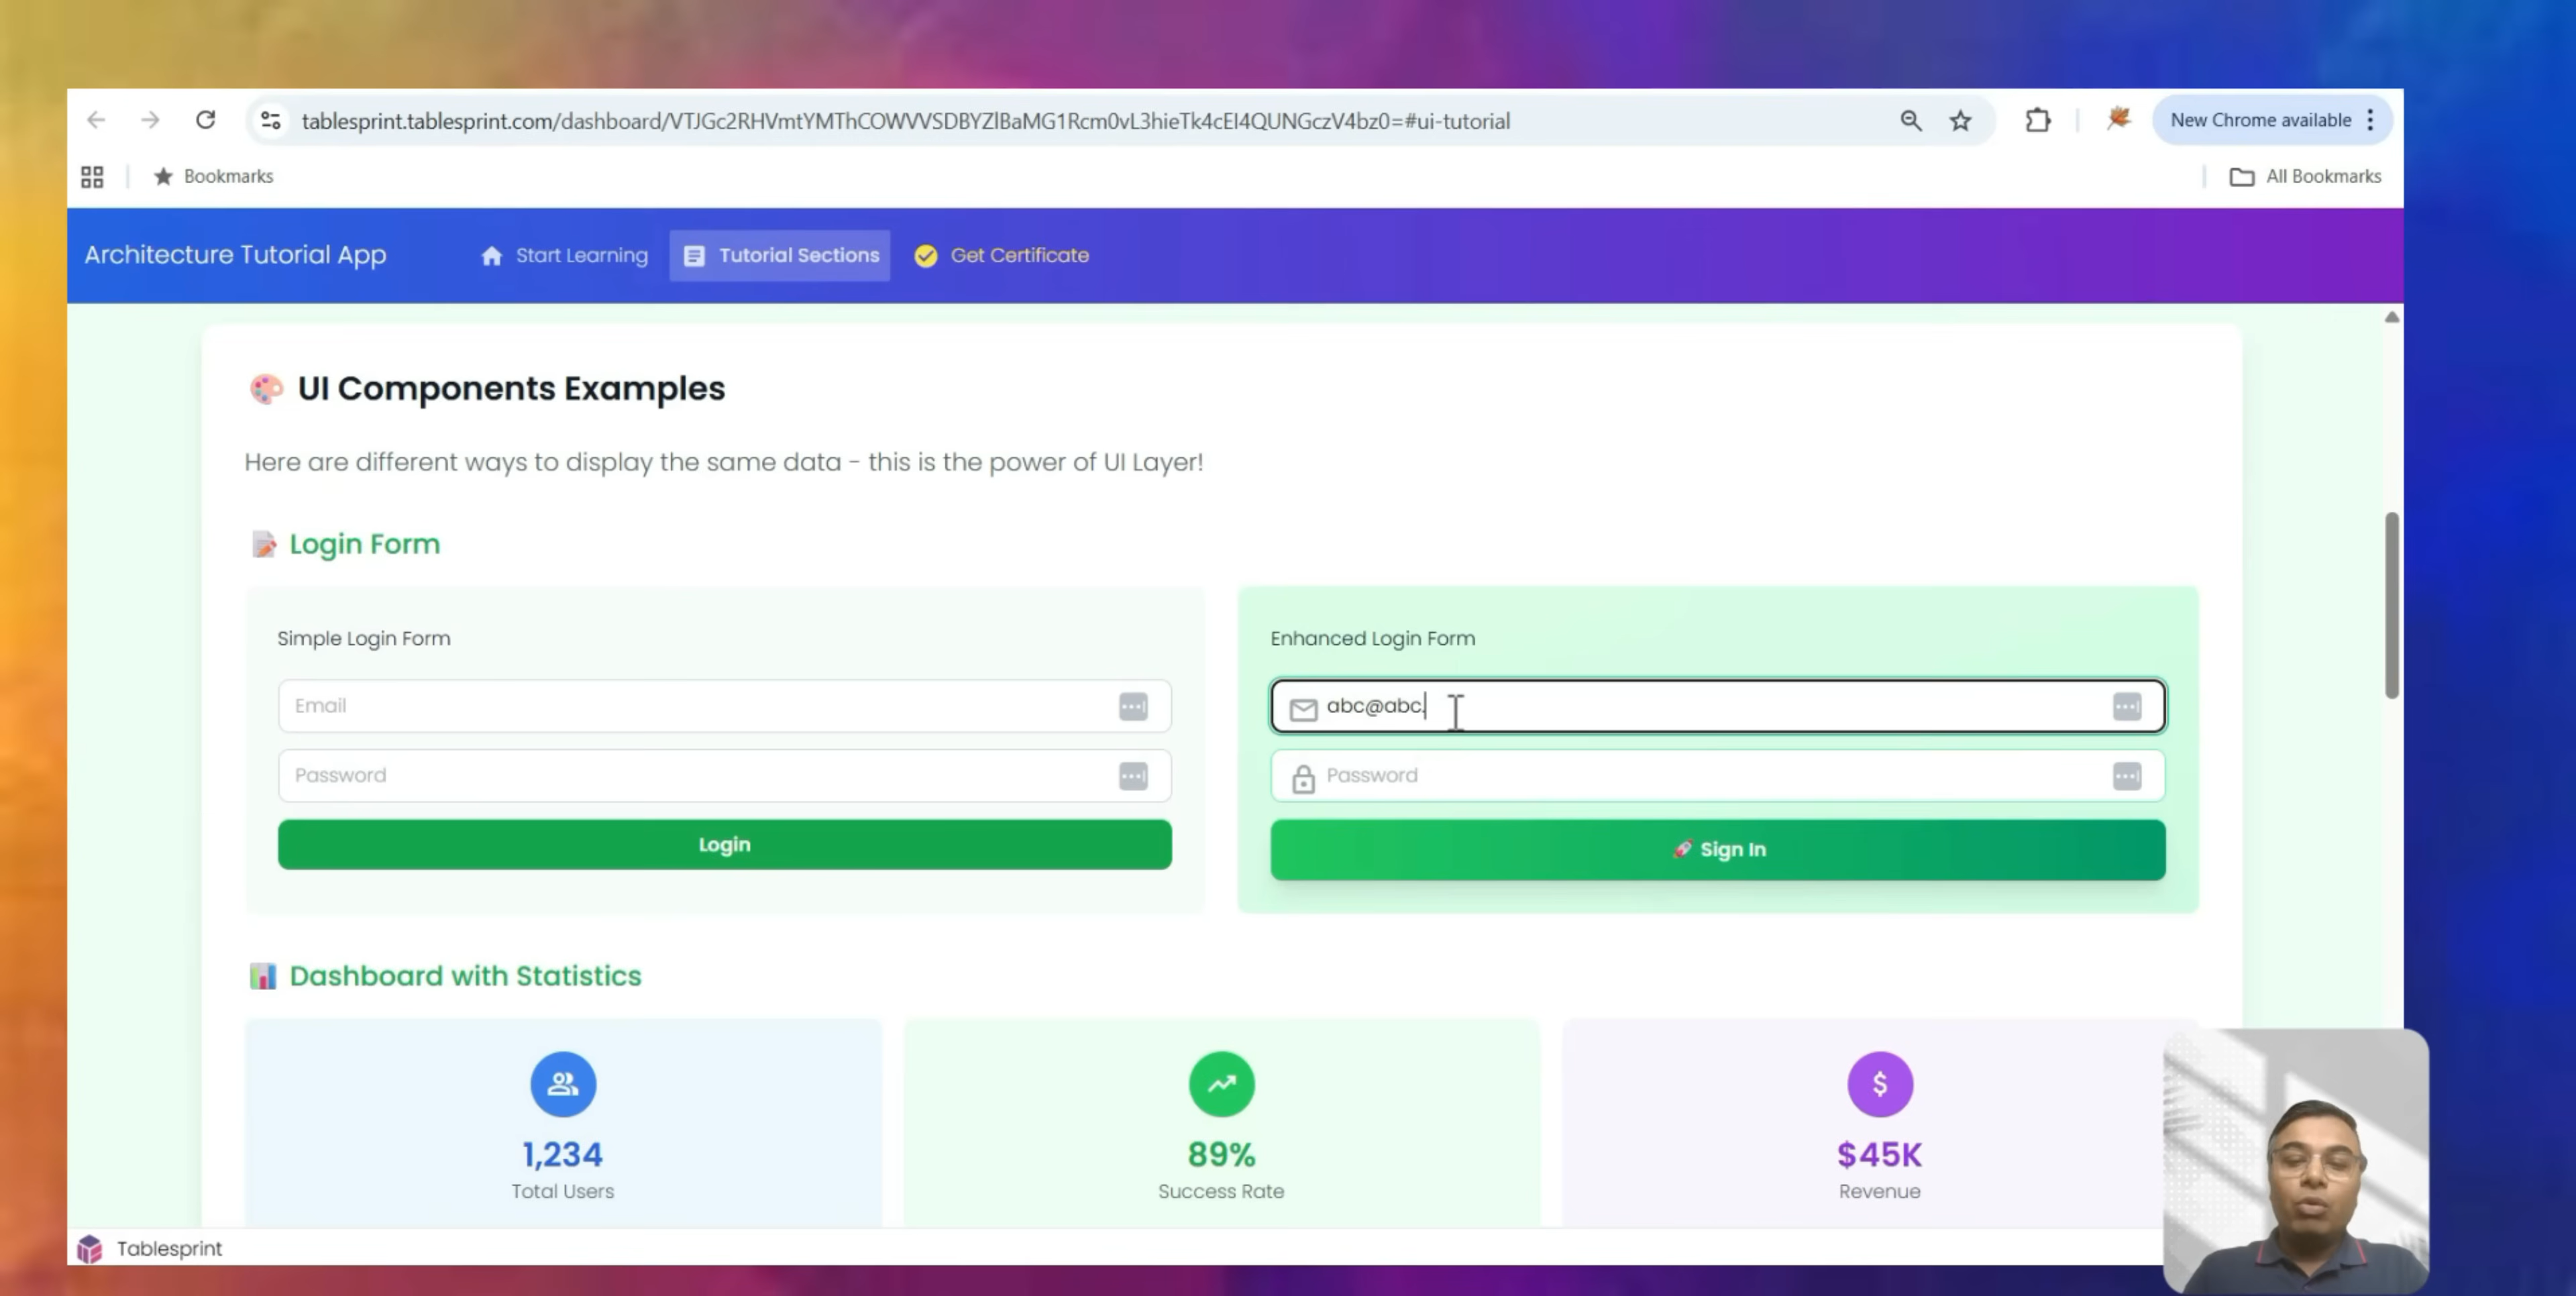 tablesprint.tablesprint.com/dashboard/VTJGc2RHVmtYMThCOWVVSDBYZlBaMG1Rcm0vL3hieTk4cEI4QUNGczV4bz0=#ui-tutorial
New Chrome available
Bookmarks
All Bookmarks
Architecture Tutorial App
Start Learning
Tutorial Sections
Get Certificate
UI Components Examples
Here are different ways to display the same data - this is the power of UI Layer!
Login Form
Simple Login Form
Enhanced Login Form
Email
abc@abc.
Password
Password
Login
Sign In
Dashboard with Statistics
1,234
Total Users
89%
Success Rate
$45K
Revenue
Tablesprint